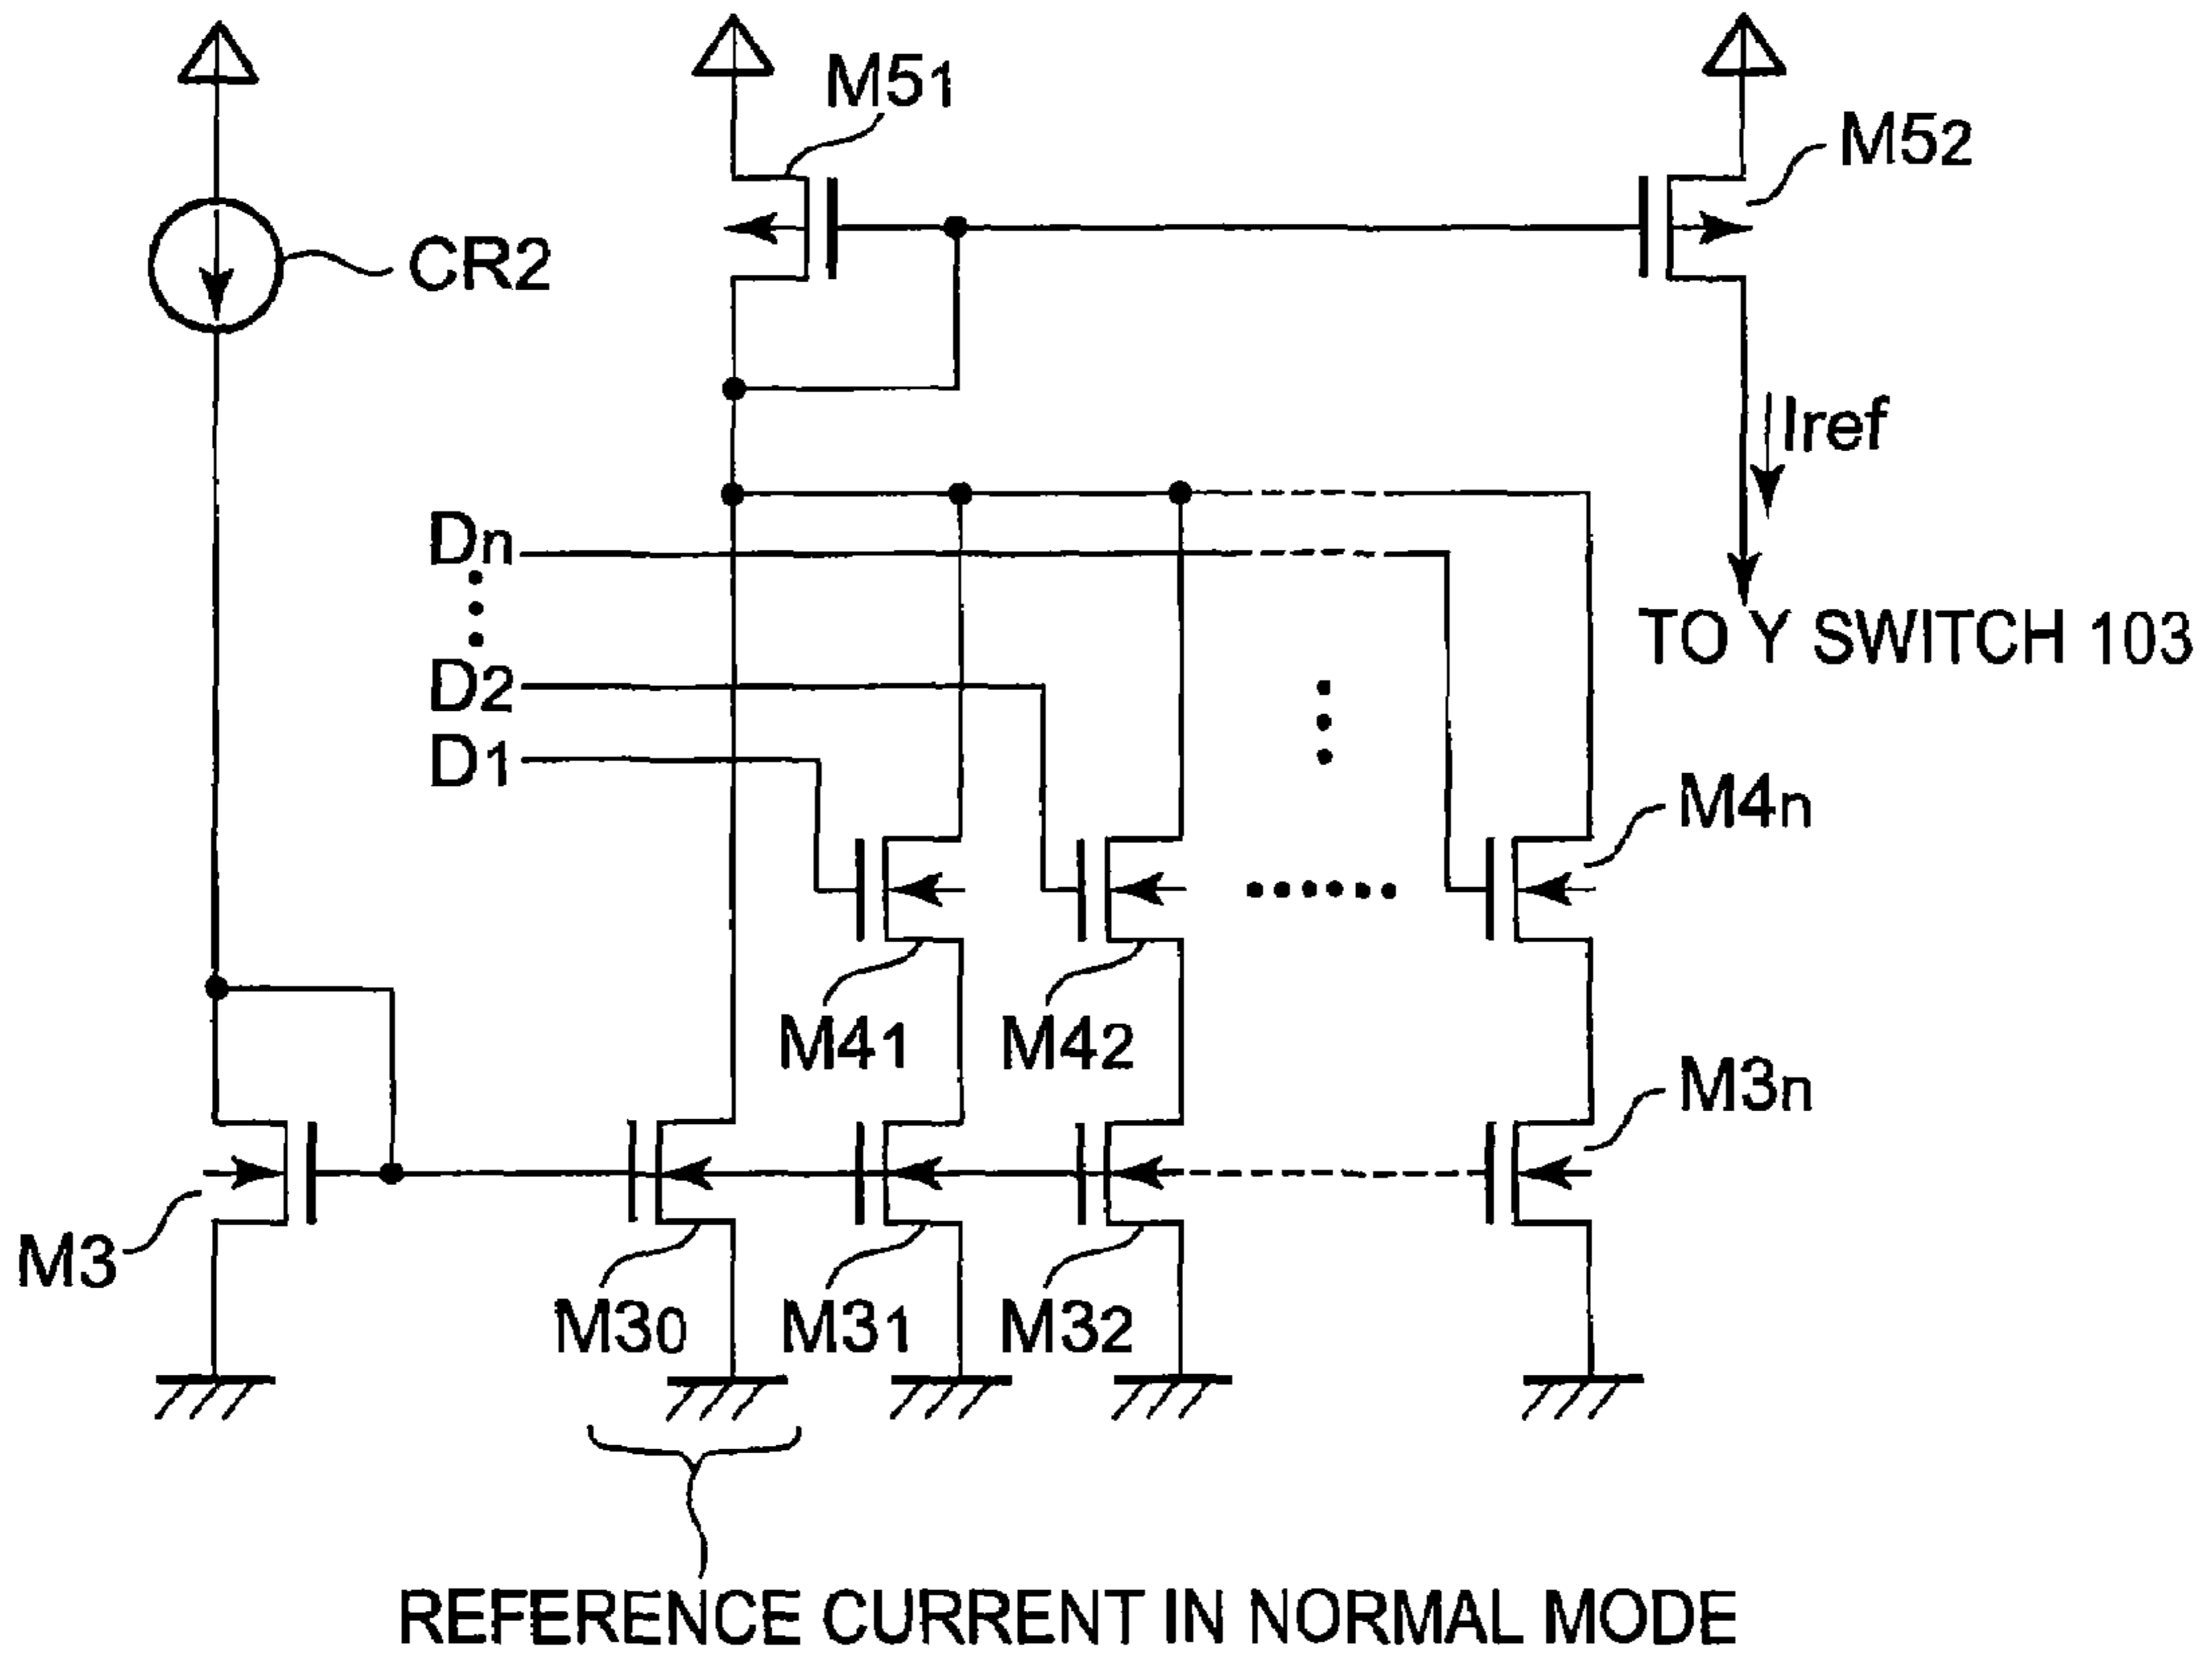 M51
M52
CR2
Iref
Dn
TO Y SWITCH 103
D2
D1
M4n
M41
M42
M3n
M3
M30
M31
M32
REFERENCE CURRENT IN NORMAL MODE